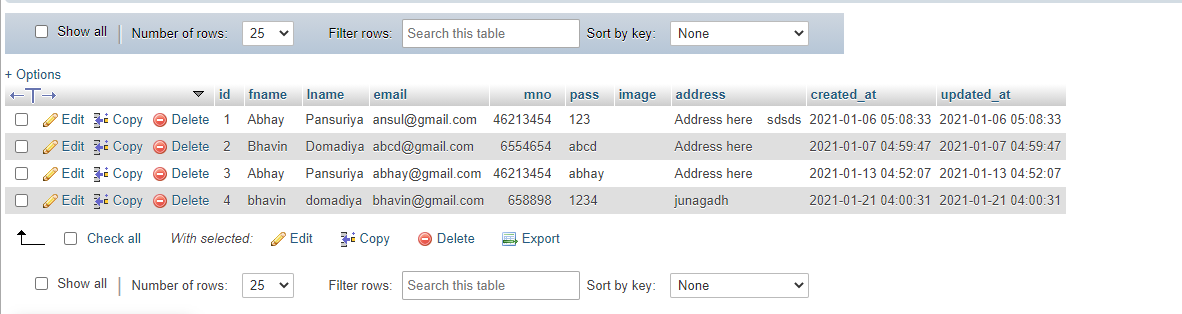 Show all Number of rows: 25 Filter rows: Search this table Sort by key: None
+ Options
id fname lname email mno pass image address created_at updated_at
Edit Copy Delete 1 Abhay Pansuriya ansul@gmail.com 46213454 123 Address here sdsds 2021-01-06 05:08:33 2021-01-06 05:08:33
Edit Copy Delete 2 Bhavin Domadiya abcd@gmail.com 6554654 abcd Address here 2021-01-07 04:59:47 2021-01-07 04:59:47
Edit Copy Delete 3 Abhay Pansuriya abhay@gmail.com 46213454 abhay Address here 2021-01-13 04:52:07 2021-01-13 04:52:07
Edit Copy Delete 4 bhavin domadiya bhavin@gmail.com 658898 1234 junagadh 2021-01-21 04:00:31 2021-01-21 04:00:31
Check all With selected: Edit Copy Delete Export
Show all Number of rows: 25 Filter rows: Search this table Sort by key: None